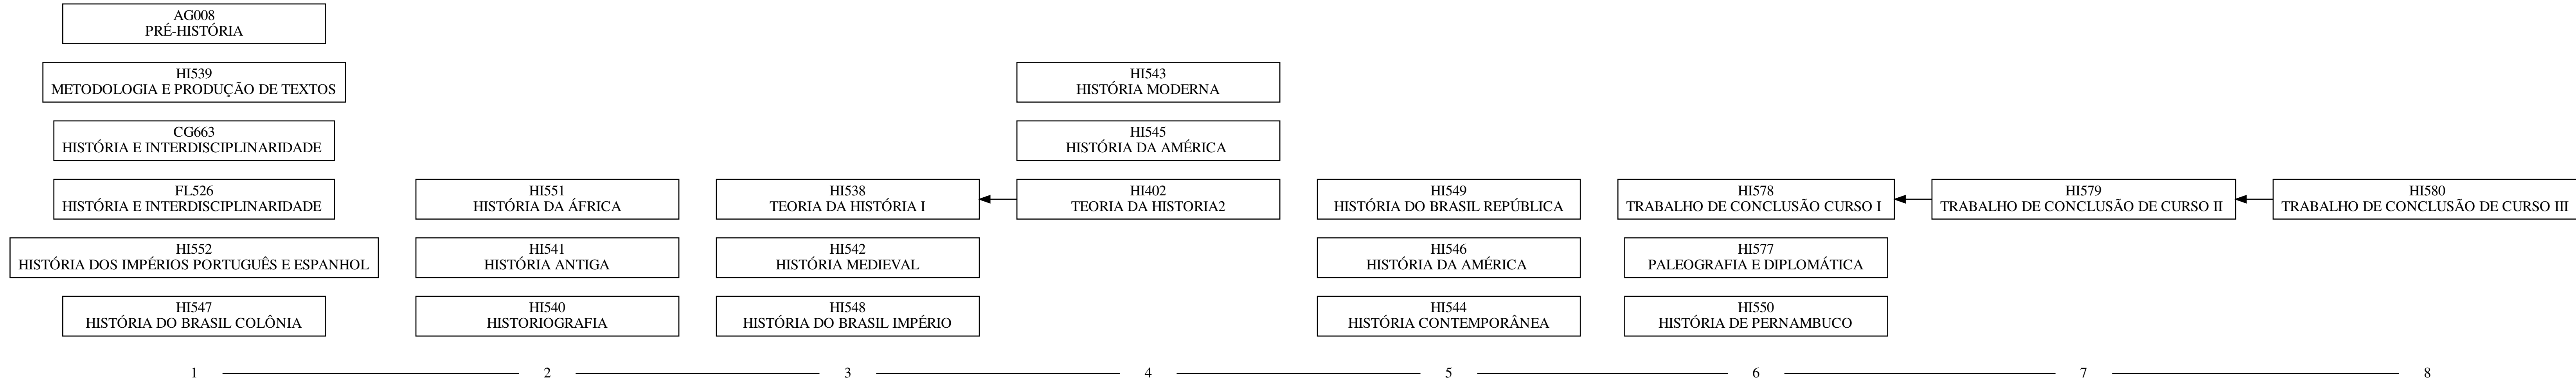 AG008
PRÉ-HISTÓRIA
HI539
METODOLOGIA E PRODUÇÃO DE TEXTOS
CG663
HISTÓRIA E INTERDISCIPLINARIDADE
FL526
HISTÓRIA E INTERDISCIPLINARIDADE
HI552
HISTÓRIA DOS IMPÉRIOS PORTUGUÊS E ESPANHOL
HI547
HISTÓRIA DO BRASIL COLÔNIA
HI551
HISTÓRIA DA ÁFRICA
HI541
HISTÓRIA ANTIGA
HI540
HISTORIOGRAFIA
HI538
TEORIA DA HISTÓRIA I
HI542
HISTÓRIA MEDIEVAL
HI548
HISTÓRIA DO BRASIL IMPÉRIO
HI543
HISTÓRIA MODERNA
HI545
HISTÓRIA DA AMÉRICA
HI402
TEORIA DA HISTORIA2
HI549
HISTÓRIA DO BRASIL REPÚBLICA
HI546
HISTÓRIA DA AMÉRICA
HI544
HISTÓRIA CONTEMPORÂNEA
HI578
TRABALHO DE CONCLUSÃO CURSO I
HI577
PALEOGRAFIA E DIPLOMÁTICA
HI550
HISTÓRIA DE PERNAMBUCO
HI579
TRABALHO DE CONCLUSÃO DE CURSO II
HI580
TRABALHO DE CONCLUSÃO DE CURSO III
1 2 3 4 5 6 7 8